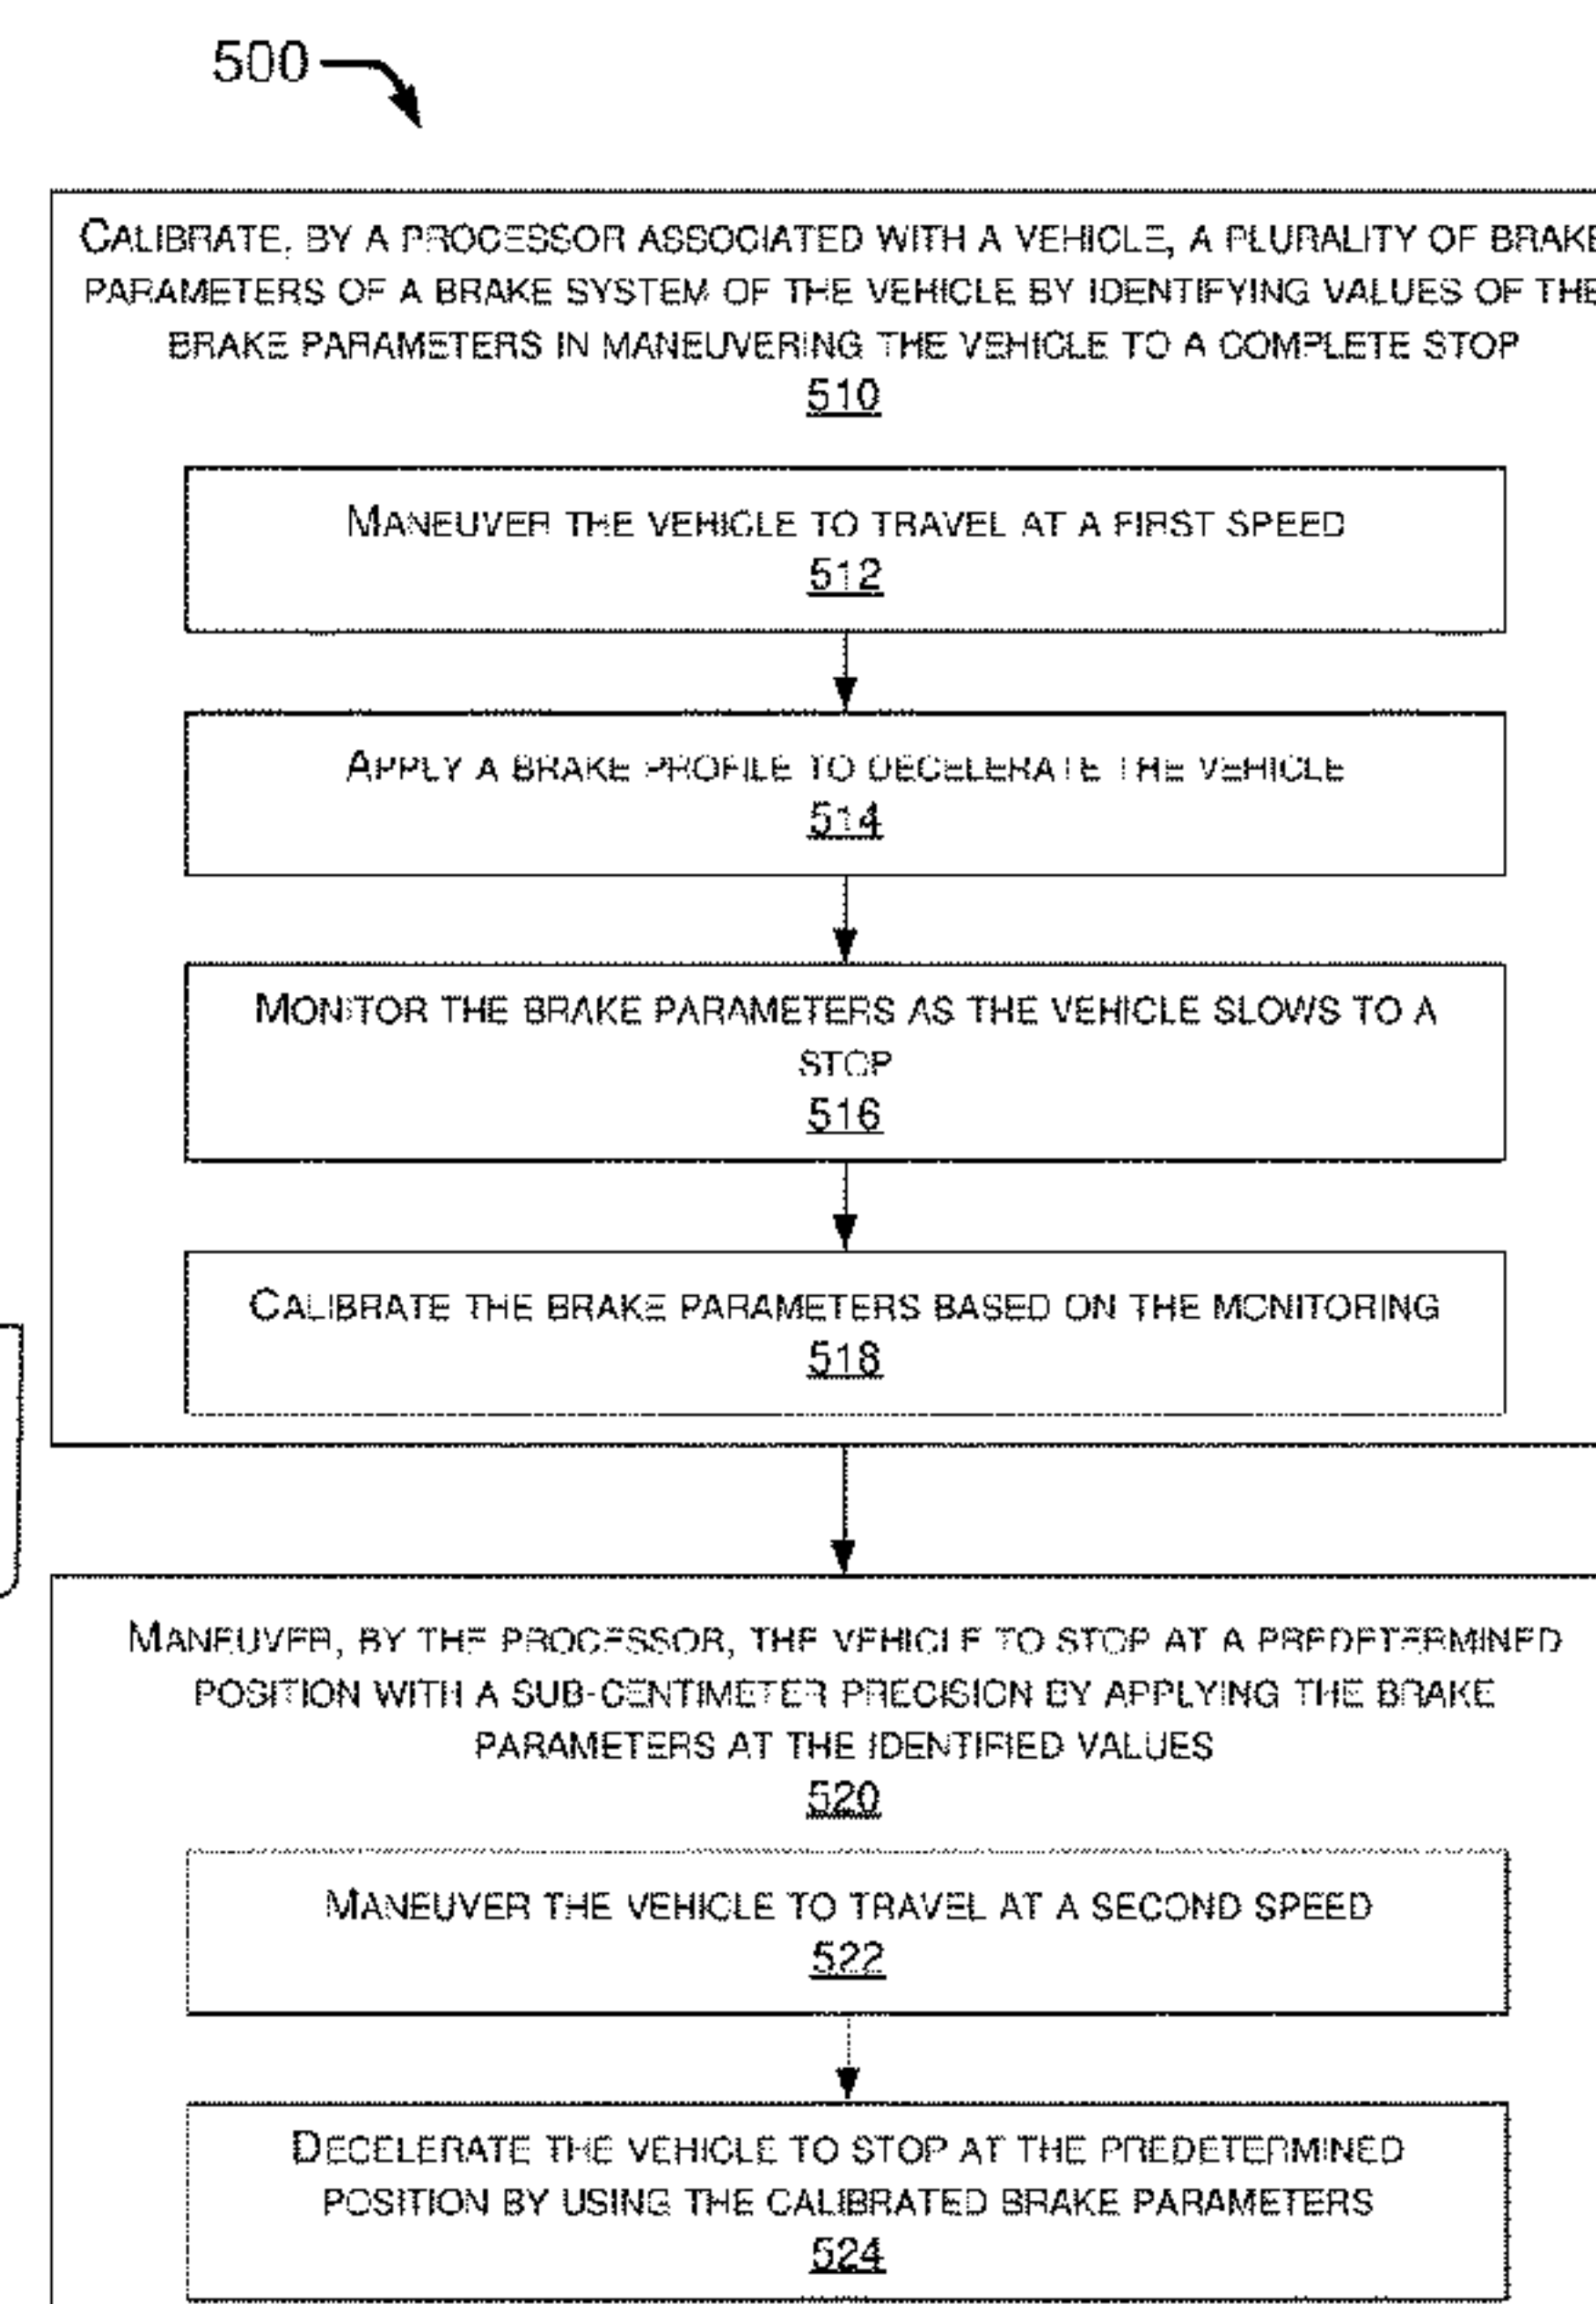 500
CALIBRATE, BY A PROCESSOR ASSOCIATED WITH A VEHICLE, A PLURALITY OF BRAKE
PARAMETERS OF A BRAKE SYSTEM OF THE VEHICLE BY IDENTIFYING VALUES OF THE
BRAKE PARAMETERS IN MANEUVERING THE VEHICLE TO A COMPLETE STOP
510
MANEUVER THE VEHICLE TO TRAVEL AT A FIRST SPEED
512
APPLY A BRAKE PROFILE TO DECELERATE THE VEHICLE
514
MONITOR THE BRAKE PARAMETERS AS THE VEHICLE SLOWS TO A
STOP
516
CALIBRATE THE BRAKE PARAMETERS BASED ON THE MONITORING
518
MANEUVER, BY THE PROCESSOR, THE VEHICLE TO STOP AT A PREDETERMINED
POSITION WITH A SUB-CENTIMETER PRECISION BY APPLYING THE BRAKE
PARAMETERS AT THE IDENTIFIED VALUES
520
MANEUVER THE VEHICLE TO TRAVEL AT A SECOND SPEED
522
DECELERATE THE VEHICLE TO STOP AT THE PREDETERMINED
POSITION BY USING THE CALIBRATED BRAKE PARAMETERS
524